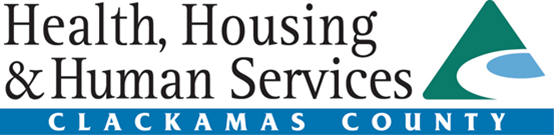 Health, Housing
& Human Services
CLACKAMAS COUNTY